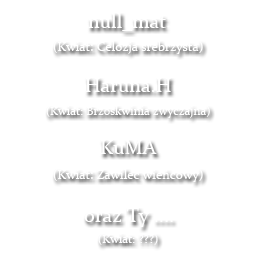 null_mat
(Kwiat: Celozja srebrzysta)
Haruna H
(Kwiat: Brzoskwinia zwyczajna)
KuMA
(Kwiat: Zawilec wieńcowy)
oraz Ty ....
(Kwiat: ???)